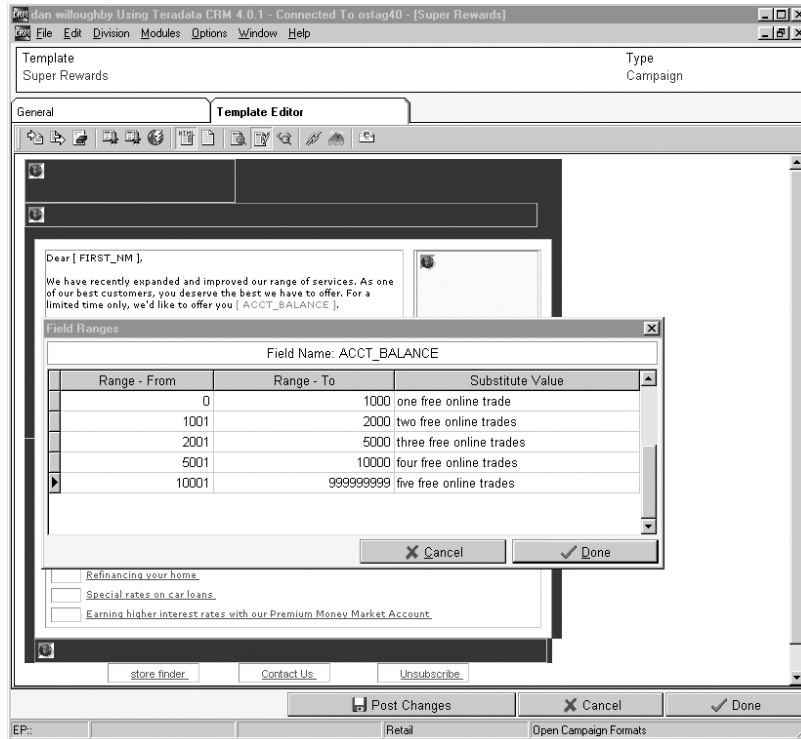 dan willoughby Using Teradata CRM 4.0.1 - Connected To ostag40 - [Super Rewards]
File Edit Division Modules Options Window Help
Template Type
Super Rewards Campaign
General Template Editor
Dear [ FIRST_NM ],
We have recently expanded and improved our range of services. As one
of our best customers, you deserve the best we have to offer. For a
limited time only, we'd like to offer you [ ACCT_BALANCE ].
Field Ranges
Field Name: ACCT_BALANCE
Range - From Range - To Substitute Value
0 1000 one free online trade
1001 2000 two free online trades
2001 5000 three free online trades
5001 10000 four free online trades
10001 999999999 five free online trades
Cancel Done
Refinancing your home
Special rates on car loans
Earning higher interest rates with our Premium Money Market Account
store finder Contact Us Unsubscribe
Post Changes Cancel Done
EP:: Retail Open Campaign Formats